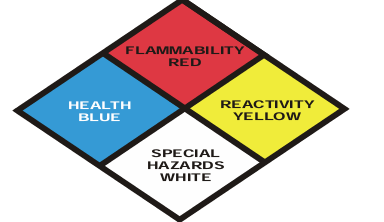 FLAMMABILITY
RED
HEALTH
BLUE
REACTIVITY
YELLOW
SPECIAL
HAZARDS
WHITE